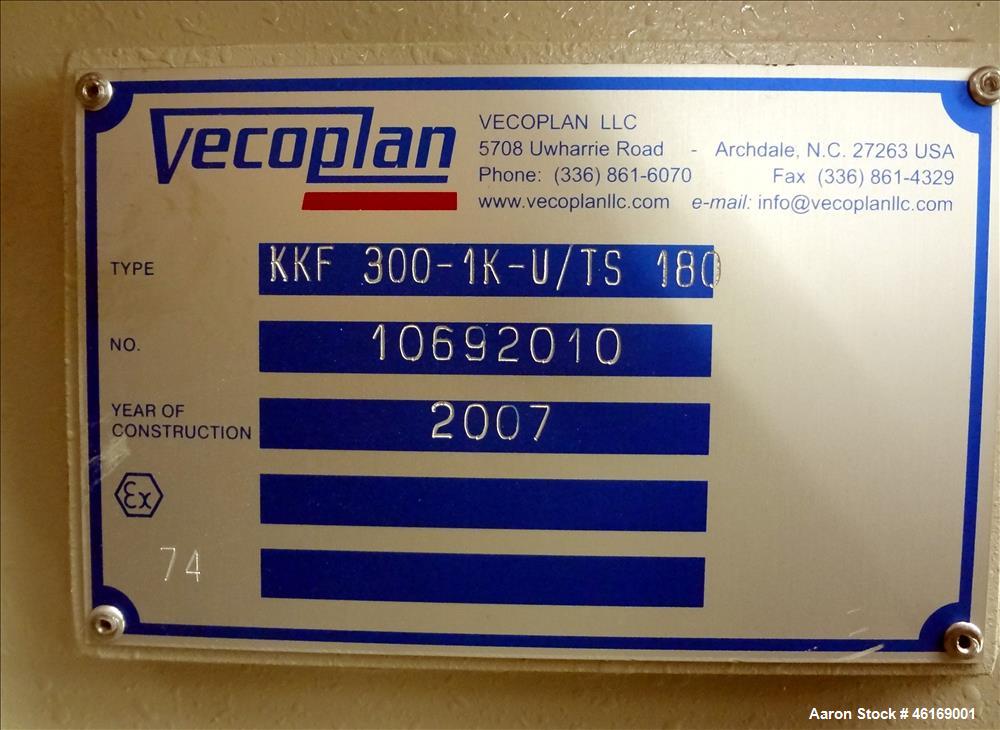 vecoplan
VECOPLAN LLC
5708 Uwharrie Road - Archdale, N.C. 27263 USA
Phone: (336) 861-6070 Fax (336) 861-4329
www.vecoplanllc.com e-mail: info@vecoplanllc.com
TYPE KKF 300-1K-U/TS 180
NO. 10692010
YEAR OF
CONSTRUCTION 2007
Ex
74
Aaron Stock # 46169001